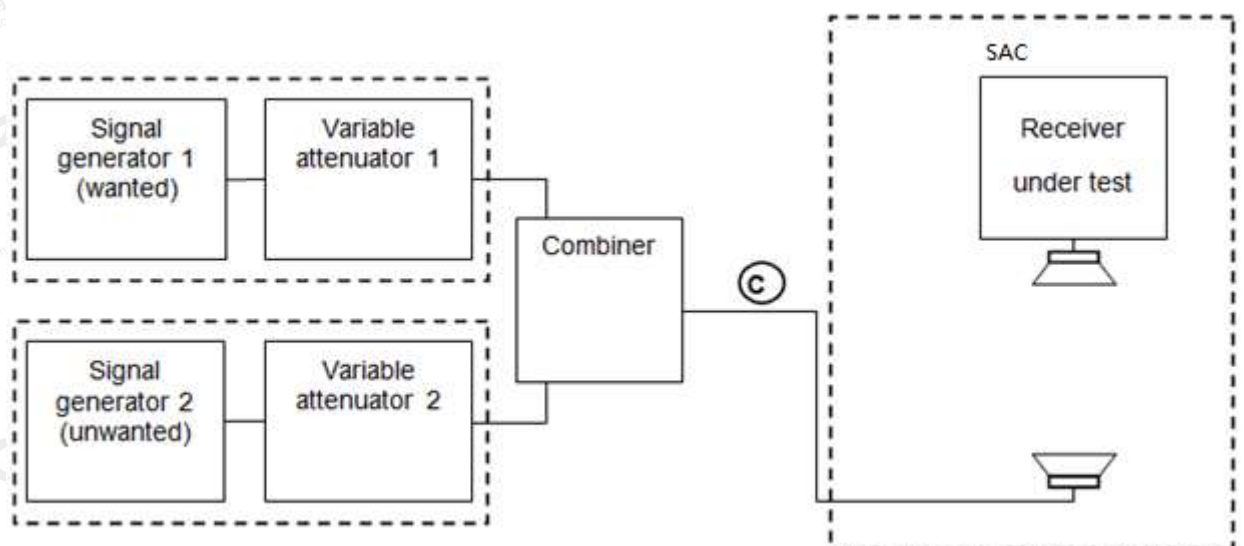 Signal
generator 1
(wanted)
Variable
attenuator 1
Signal
generator 2
(unwanted)
Variable
attenuator 2
Combiner
C
SAC
Receiver
under test